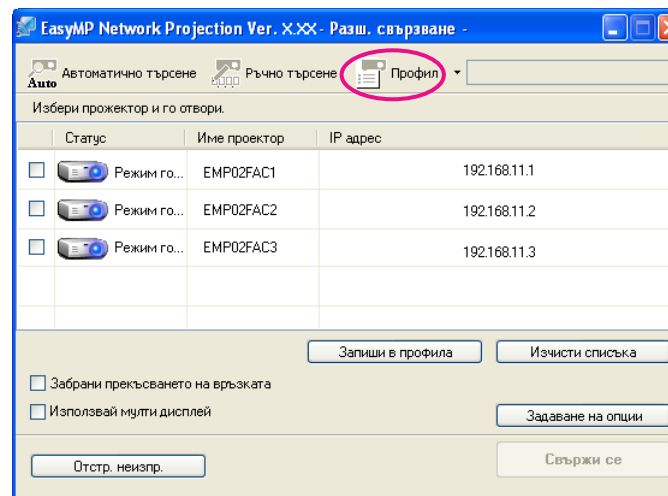 EasyMP Network Projection Ver. X.XX - Разш. свързване -
Auto Автоматично търсене Ръчно търсене Профил
Избери прожектор и го отвори.
Статус Име проектор IP адрес
Режим го... EMP02FAC1 192.168.11.1
Режим го... EMP02FAC2 192.168.11.2
Режим го... EMP02FAC3 192.168.11.3
Запиши в профила Изчисти списъка
Забрани прекъсването на връзката
Използвай мулти дисплей Задаване на опции
Отстр. неизпр. Свържи се